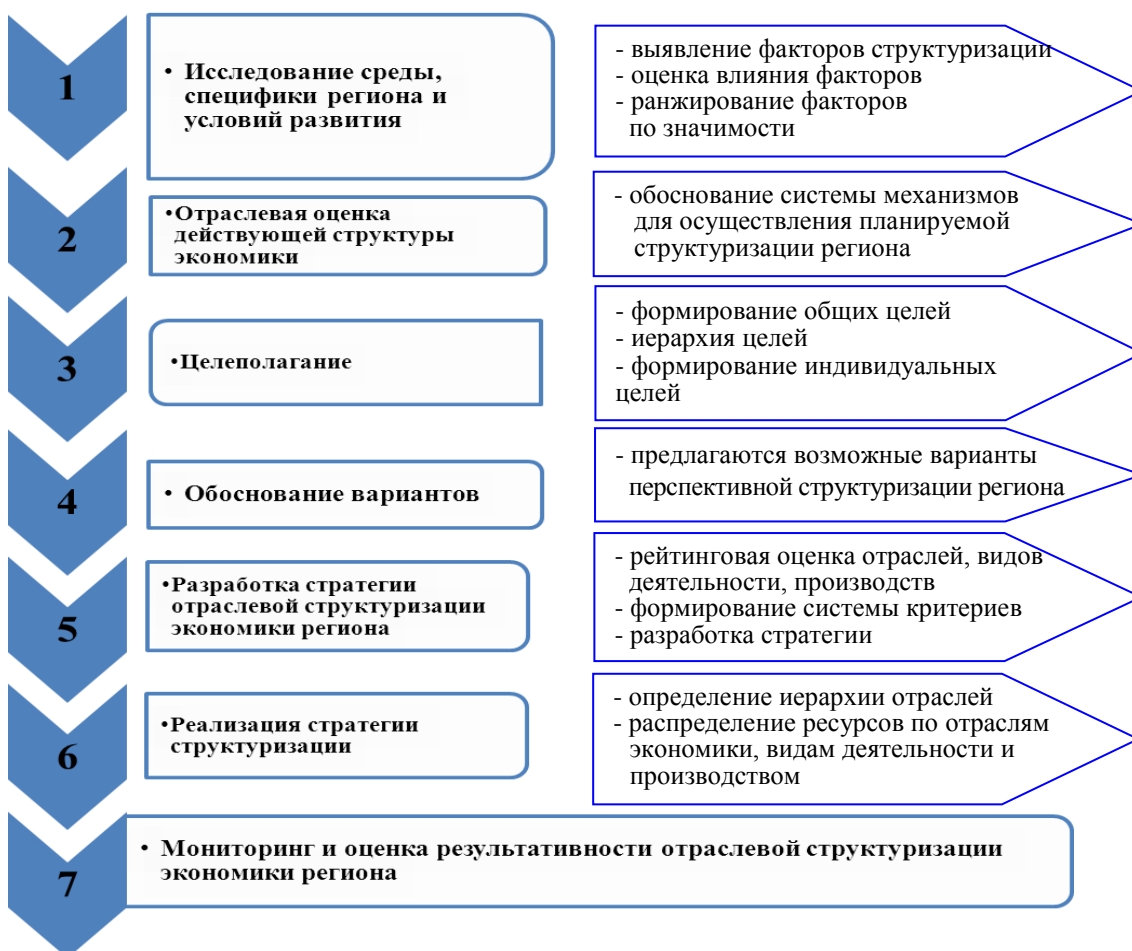 1
• Исследование среды,
специфики региона и
условий развития
- выявление факторов структуризации
- оценка влияния факторов
- ранжирование факторов
по значимости
2
•Отраслевая оценка
действующей структуры
экономики
- обоснование системы механизмов
для осуществления планируемой
структуризации региона
3
•Целеполагание
- формирование общих целей
- иерархия целей
- формирование индивидуальных
целей
4
• Обоснование вариантов
- предлагаются возможные варианты
перспективной структуризации региона
5
•Разработка стратегии
отраслевой структуризации
экономики региона
- рейтинговая оценка отраслей, видов
деятельности, производств
- формирование системы критериев
- разработка стратегии
6
•Реализация стратегии
структуризации
- определение иерархии отраслей
- распределение ресурсов по отраслям
экономики, видам деятельности и
производством
7
• Мониторинг и оценка результативности отраслевой структуризации
экономики региона